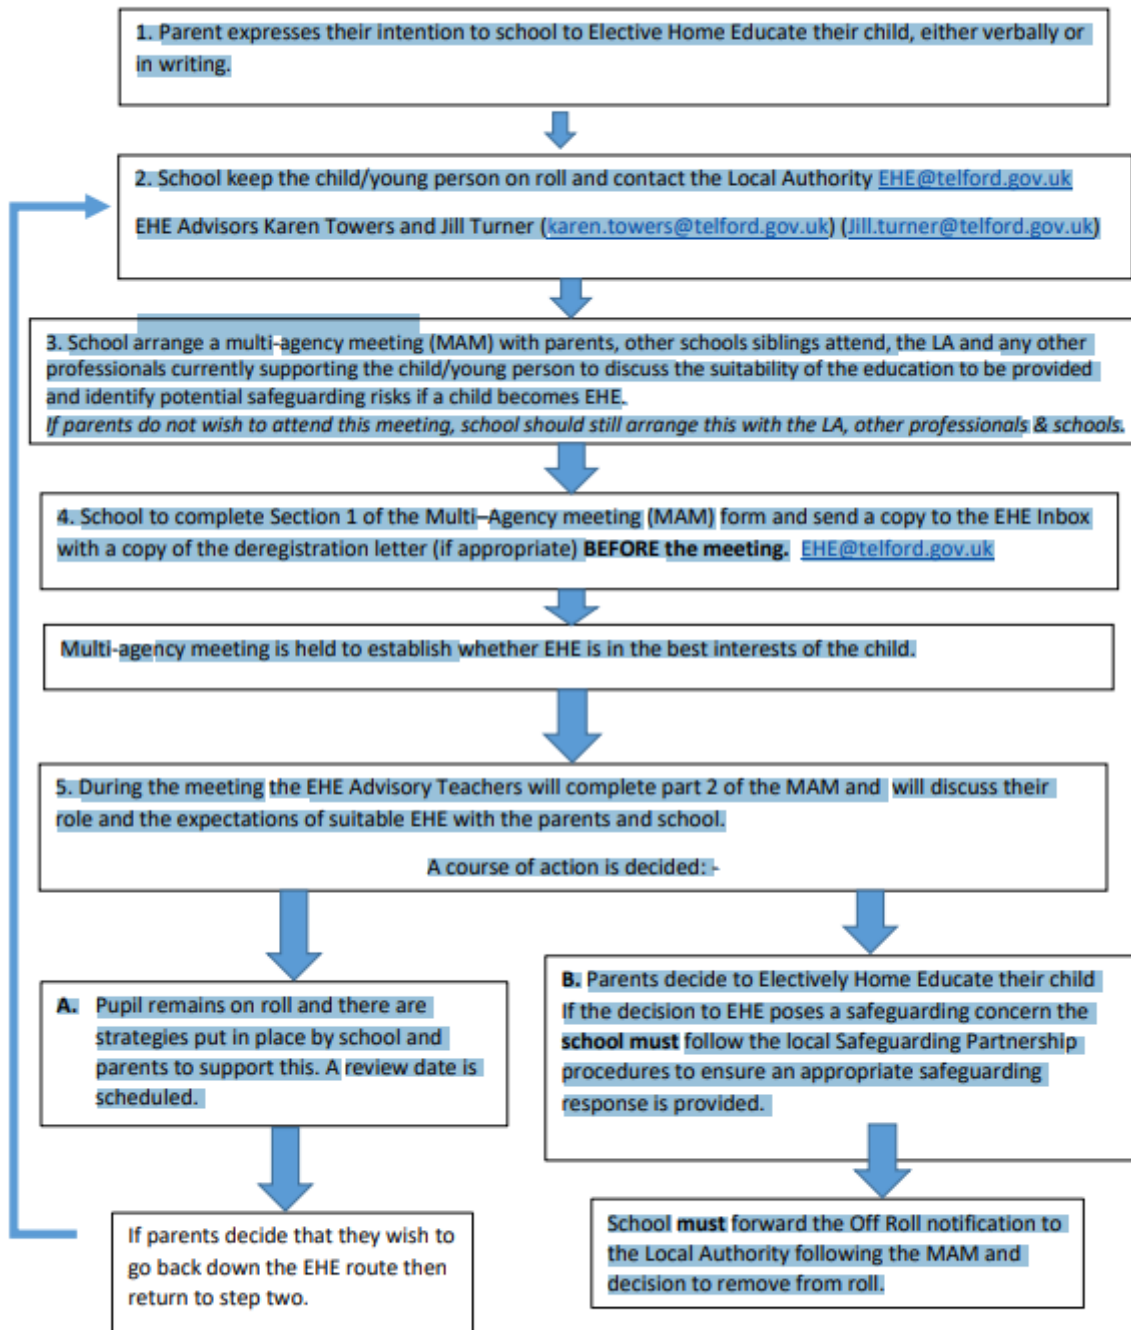 1. Parent expresses their intention to school to Elective Home Educate their child, either verbally or
in writing.
2. School keep the child/young person on roll and contact the Local Authority EHE@telford.gov.uk
EHE Advisors Karen Towers and Jill Turner (karen.towers@telford.gov.uk) (Jill.turner@telford.gov.uk)
3. School arrange a multi-agency meeting (MAM) with parents, other schools siblings attend, the LA and any other
professionals currently supporting the child/young person to discuss the suitability of the education to be provided
and identify potential safeguarding risks if a child becomes EHE.
If parents do not wish to attend this meeting, school should still arrange this with the LA, other professionals & schools.
4. School to complete Section 1 of the Multi–Agency meeting (MAM) form and send a copy to the EHE Inbox
with a copy of the deregistration letter (if appropriate) BEFORE the meeting. EHE@telford.gov.uk
Multi-agency meeting is held to establish whether EHE is in the best interests of the child.
5. During the meeting the EHE Advisory Teachers will complete part 2 of the MAM and will discuss their
role and the expectations of suitable EHE with the parents and school.
A course of action is decided: -
A. Pupil remains on roll and there are
strategies put in place by school and
parents to support this. A review date is
scheduled.
B. Parents decide to Electively Home Educate their child
If the decision to EHE poses a safeguarding concern the
school must follow the local Safeguarding Partnership
procedures to ensure an appropriate safeguarding
response is provided.
If parents decide that they wish to
go back down the EHE route then
return to step two.
School must forward the Off Roll notification to
the Local Authority following the MAM and
decision to remove from roll.